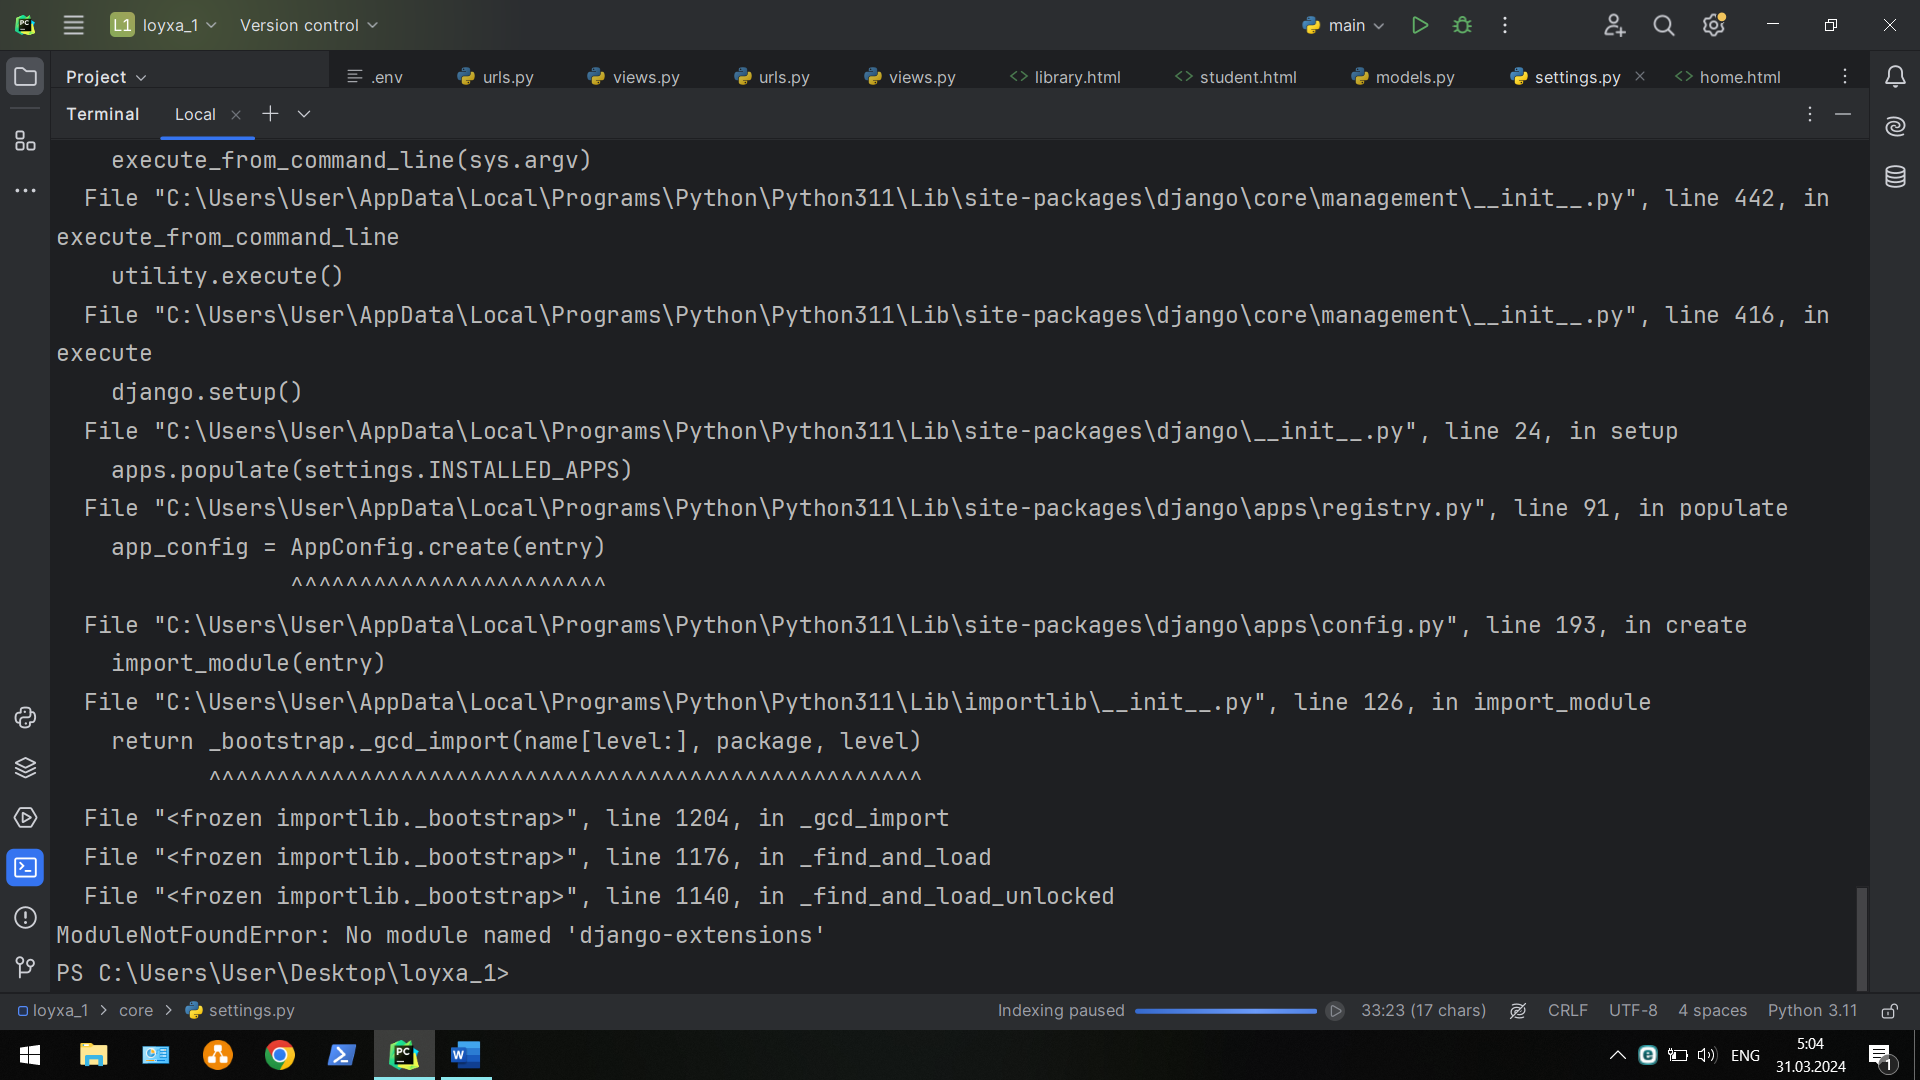 PC
L1 loyxa_1 Version control main
Project .env urls.py views.py urls.py views.py library.html student.html models.py settings.py home.html
Terminal Local
execute_from_command_line(sys.argv)
File "C:\Users\User\AppData\Local\Programs\Python\Python311\Lib\site-packages\django\core\management\__init__.py", line 442, in
execute_from_command_line
utility.execute()
File "C:\Users\User\AppData\Local\Programs\Python\Python311\Lib\site-packages\django\core\management\__init__.py", line 416, in
execute
django.setup()
File "C:\Users\User\AppData\Local\Programs\Python\Python311\Lib\site-packages\django\__init__.py", line 24, in setup
apps.populate(settings.INSTALLED_APPS)
File "C:\Users\User\AppData\Local\Programs\Python\Python311\Lib\site-packages\django\apps\registry.py", line 91, in populate
app_config = AppConfig.create(entry)
^^^^^^^^^^^^^^^^^^^^^^^
File "C:\Users\User\AppData\Local\Programs\Python\Python311\Lib\site-packages\django\apps\config.py", line 193, in create
import_module(entry)
File "C:\Users\User\AppData\Local\Programs\Python\Python311\Lib\importlib\__init__.py", line 126, in import_module
return _bootstrap._gcd_import(name[level:], package, level)
^^^^^^^^^^^^^^^^^^^^^^^^^^^^^^^^^^^^^^^^^^^^^^^^^^^^
File "<frozen importlib._bootstrap>", line 1204, in _gcd_import
File "<frozen importlib._bootstrap>", line 1176, in _find_and_load
File "<frozen importlib._bootstrap>", line 1140, in _find_and_load_unlocked
ModuleNotFoundError: No module named 'django-extensions'
PS C:\Users\User\Desktop\loyxa_1>
loyxa_1 > core > settings.py Indexing paused 33:23 (17 chars) CRLF UTF-8 4 spaces Python 3.11
PC W ENG 5:04
31.03.2024 1